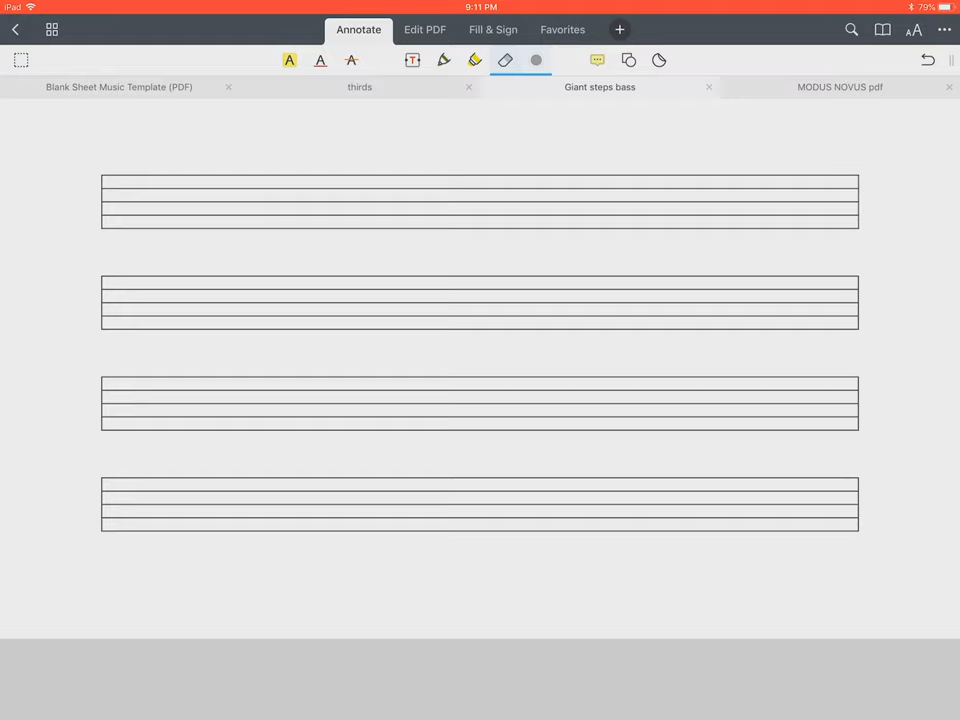 iPad 9:11 PM 79%
Annotate Edit PDF Fill & Sign Favorites +
AA
A A A T
Blank Sheet Music Template (PDF) × thirds × Giant steps bass × MODUS NOVUS pdf ×